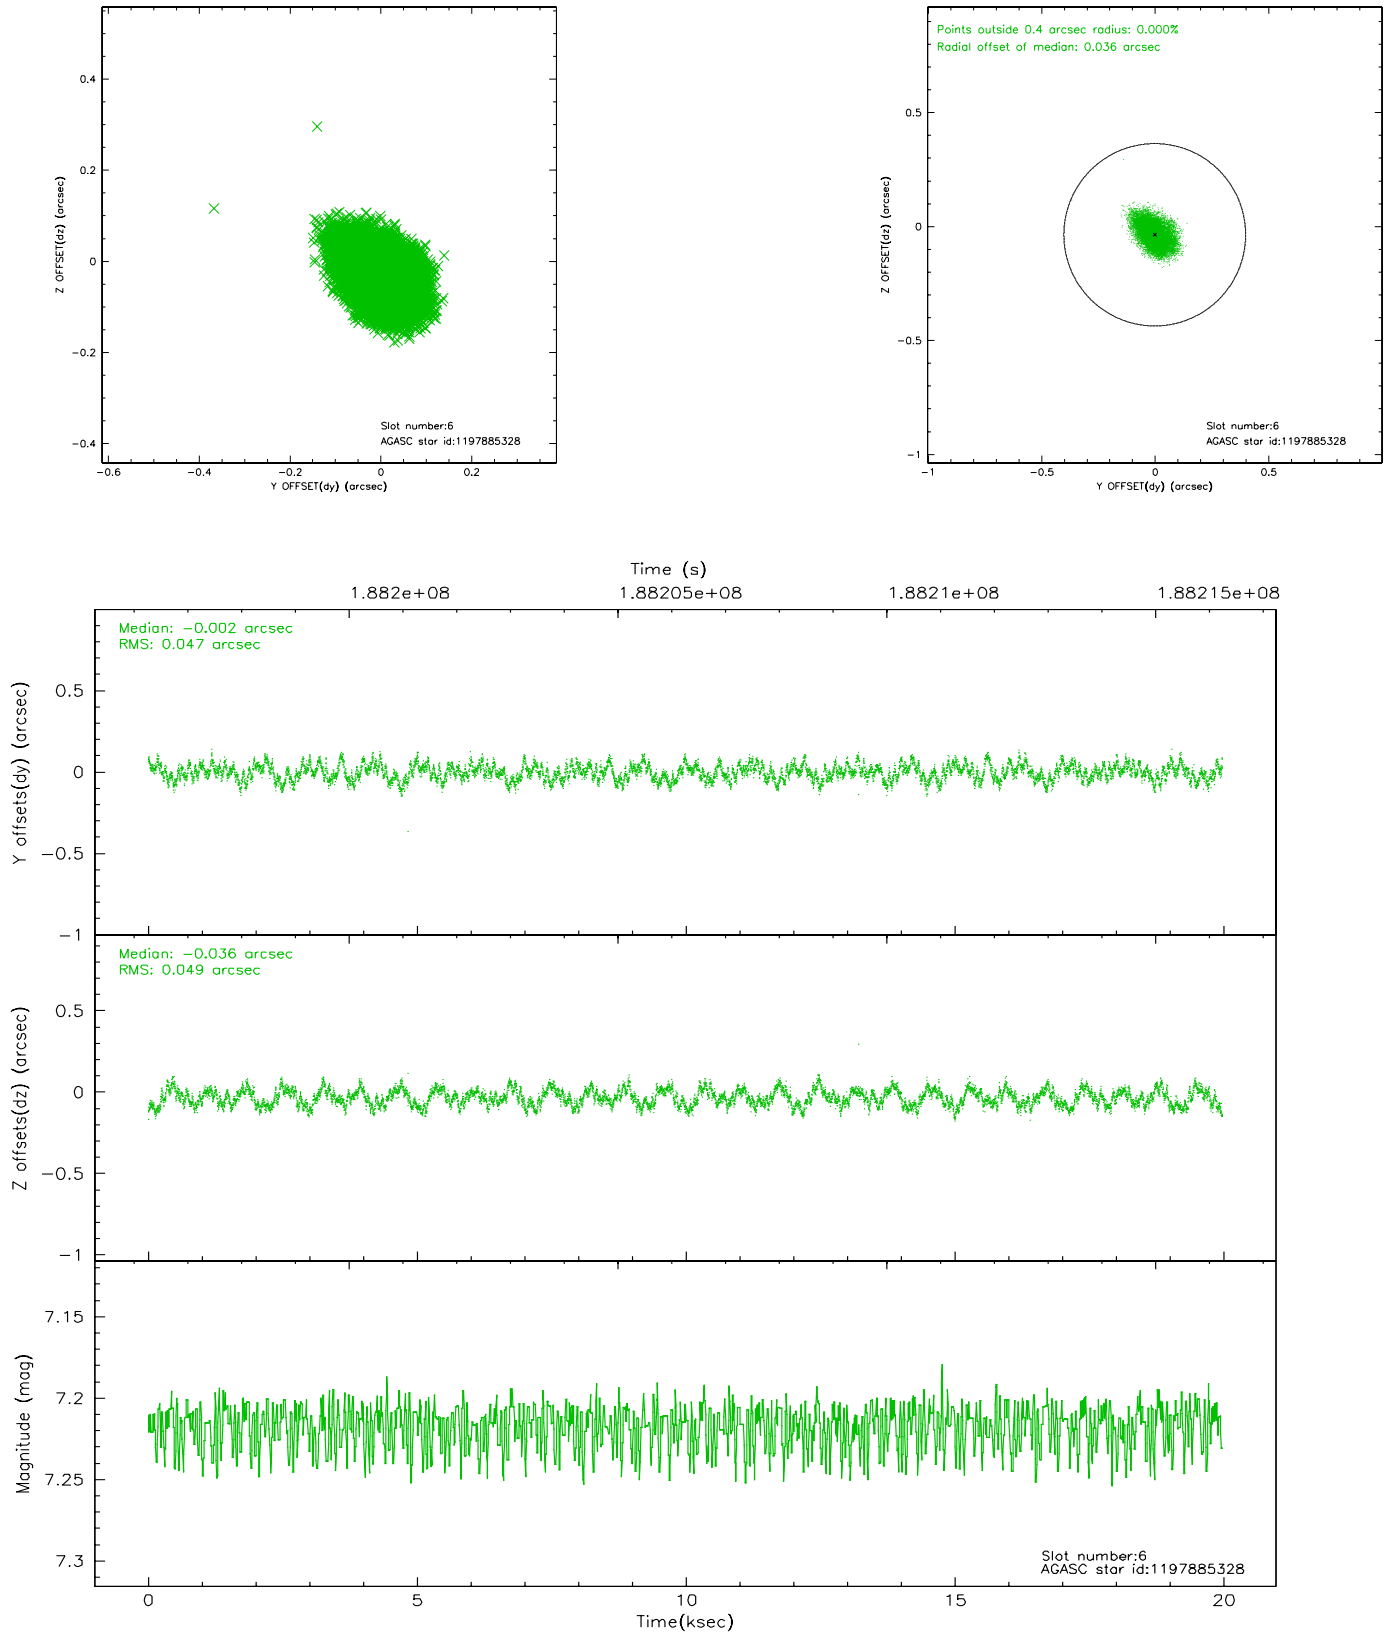 0.4
0.2
0
-0.2
-0.4
Z OFFSET(dz) (arcsec)
Slot number:6
AGASC star id:1197885328
-0.6 -0.4 -0.2 0 0.2
Y OFFSET(dy) (arcsec)
Points outside 0.4 arcsec radius: 0.000%
Radial offset of median: 0.036 arcsec
0.5
0
-0.5
-1
Z OFFSET(dz) (arcsec)
Slot number:6
AGASC star id:1197885328
-1 -0.5 0 0.5
Y OFFSET(dy) (arcsec)
Time (s)
1.882e+08 1.88205e+08 1.8821e+08 1.88215e+08
Median: -0.002 arcsec
RMS: 0.047 arcsec
0.5
0
-0.5
-1
Y offsets(dy) (arcsec)
Median: -0.036 arcsec
RMS: 0.049 arcsec
0.5
0
-0.5
-1
Z offsets(dz) (arcsec)
7.15
7.2
7.25
7.3
Magnitude (mag)
Slot number:6
AGASC star id:1197885328
0 5 10 15 20
Time(ksec)